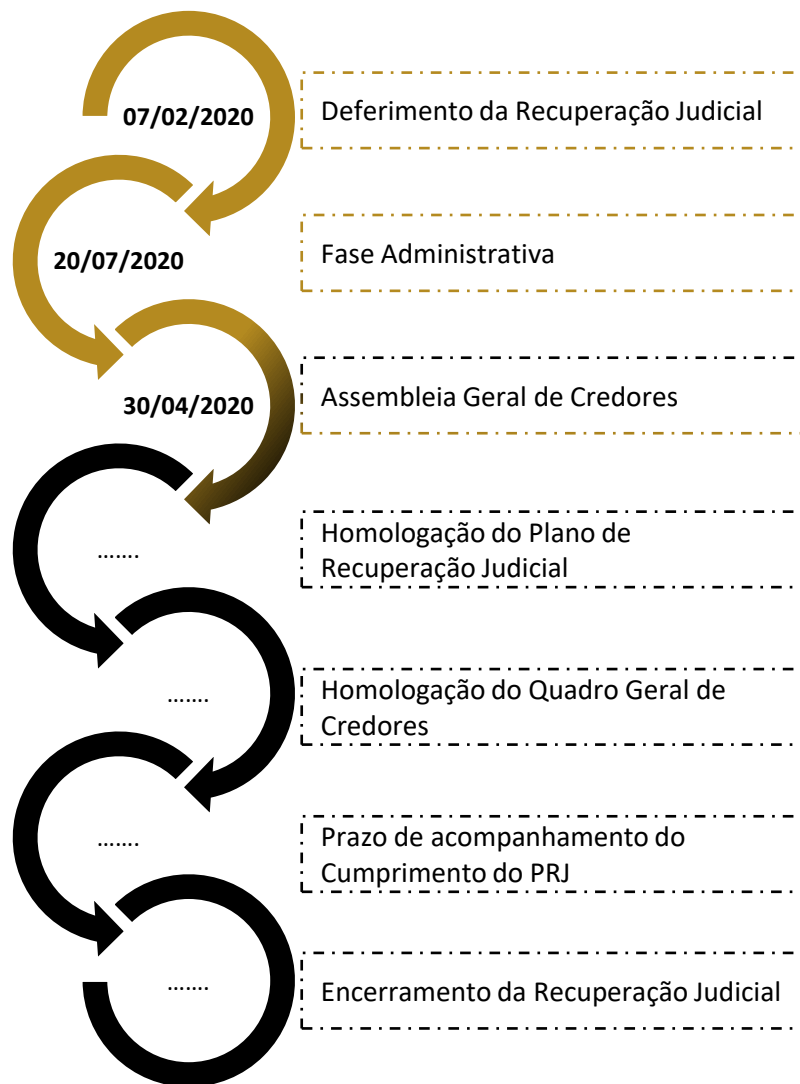 07/02/2020
Deferimento da Recuperação Judicial
20/07/2020
Fase Administrativa
30/04/2020
Assembleia Geral de Credores
.......
Homologação do Plano de
Recuperação Judicial
.......
Homologação do Quadro Geral de
Credores
.......
Prazo de acompanhamento do
Cumprimento do PRJ
.......
Encerramento da Recuperação Judicial